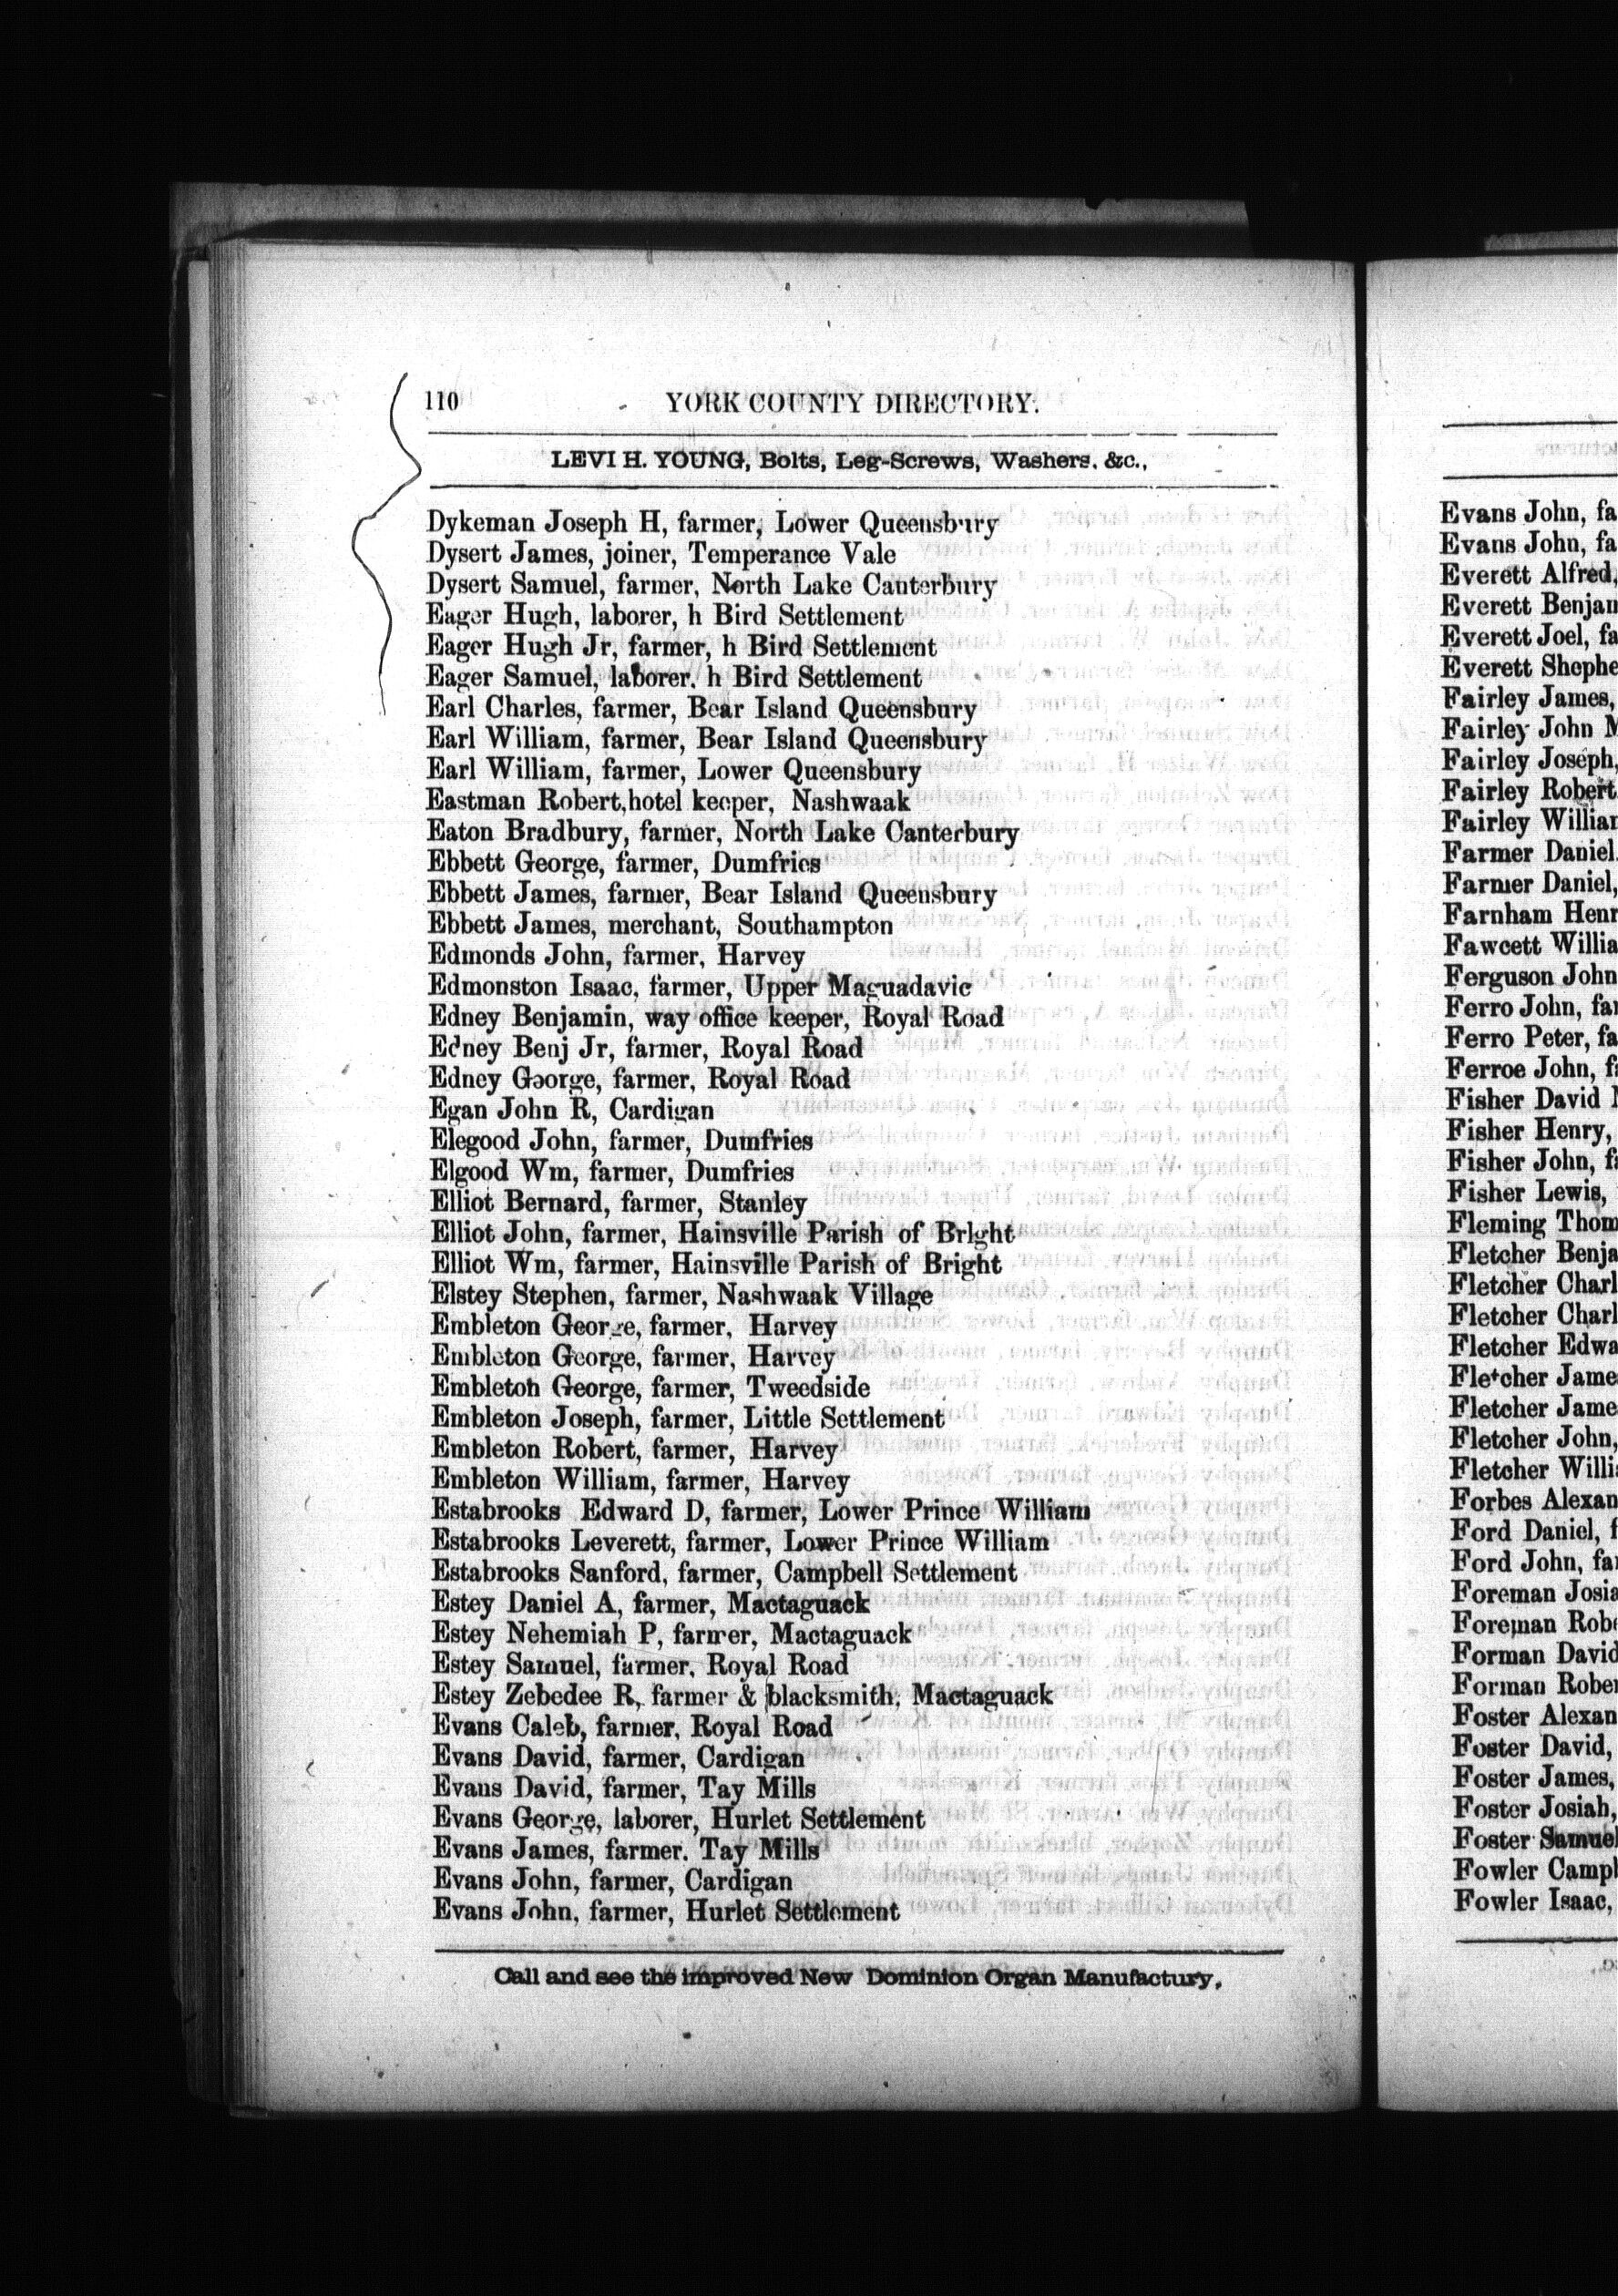 110 YORK COUNTY DIRECTORY.
LEVI H. YOUNG, Bolts, Leg-Screws, Washers. &c.,
Dykeman Joseph H, farmer, Lower Queensbury
Dysert James, joiner, Temperance Vale
Dysert Samuel, farmer, North Lake Canterbury
Eager Hugh, laborer, h Bird Settlement
Eager Hugh Jr, farmer, h Bird Settlement
Eager Samuel, laborer, h Bird Settlement
Earl Charles, farmer, Bear Island Queensbury
Earl William, farmer, Bear Island Queensbury
Earl William, farmer, Lower Queensbury
Eastman Robert, hotel keeper, Nashwaak
Eaton Bradbury, farmer, North Lake Canterbury
Ebbett George, farmer, Dumfries
Ebbett James, farmer, Bear Island Queensbury
Ebbett James, merchant, Southampton
Edmonds John, farmer, Harvey
Edmonston Isaac, farmer, Upper Maguadavic
Edney Benjamin, way office keeper, Royal Road
Edney Benj Jr, farmer, Royal Road
Edney George, farmer, Royal Road
Egan John R, Cardigan
Elegood John, farmer, Dumfries
Elgood Wm, farmer, Dumfries
Elliot Bernard, farmer, Stanley
Elliot John, farmer, Hainsville Parish of Bright
Elliot Wm, farmer, Hainsville Parish of Bright
Elstey Stephen, farmer, Nashwaak Village
Embleton George, farmer, Harvey
Embleton George, farmer, Harvey
Embleton George, farmer, Tweedside
Embleton Joseph, farmer, Little Settlement
Embleton Robert, farmer, Harvey
Embleton William, farmer, Harvey
Estabrooks Edward D, farmer, Lower Prince William
Estabrooks Leverett, farmer, Lower Prince William
Estabrooks Sanford, farmer, Campbell Settlement
Estey Daniel A, farmer, Mactaguack
Estey Nehemiah P, farmer, Mactaguack
Estey Samuel, farmer, Royal Road
Estey Zebedee R, farmer & blacksmith, Mactaguack
Evans Caleb, farmer, Royal Road
Evans David, farmer, Cardigan
Evans David, farmer, Tay Mills
Evans George, laborer, Hurlet Settlement
Evans James, farmer. Tay Mills
Evans John, farmer, Cardigan
Evans John, farmer, Hurlet Settlement
Call and see the improved New Dominion Organ Manufactury,
Evans John, fa
Evans John, fa
Everett Alfred,
Everett Benjam
Everett Joel, fa
Everett Shephe
Fairley James,
Fairley John M
Fairley Joseph,
Fairley Robert
Fairley William
Farmer Daniel
Farmer Daniel,
Farnham Henr
Fawcett Willia
Ferguson John
Ferro John, far
Ferro Peter, fa
Ferroe John, fa
Fisher David
Fisher Henry,
Fisher John, fa
Fisher Lewis,
Fleming Thom
Fletcher Benja
Fletcher Charl
Fletcher Charl
Fletcher Edwa
Fletcher Jame
Fletcher Jame
Fletcher John,
Fletcher Willi
Forbes Alexan
Ford Daniel, f
Ford John, far
Foreman Josia
Foreman Robe
Forman David
Forman Rober
Foster Alexan
Foster David,
Foster James,
Foster Josiah,
Foster Samuel
Fowler Campb
Fowler Isaac,